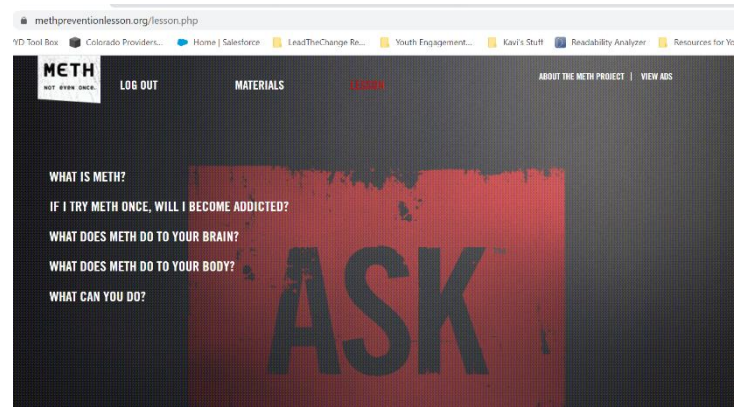 methpreventionlesson.org/lesson.php
YD Tool Box Colorado Providers... Home | Salesforce LeadTheChange Re... Youth Engagement... Kavi's Stuff Readability Analyzer Resources for Yo
METH
NOT EVEN ONCE.
LOG OUT MATERIALS LESSON ABOUT THE METH PROJECT | VIEW ADS
WHAT IS METH?
IF I TRY METH ONCE, WILL I BECOME ADDICTED?
WHAT DOES METH DO TO YOUR BRAIN?
WHAT DOES METH DO TO YOUR BODY?
WHAT CAN YOU DO?
ASK